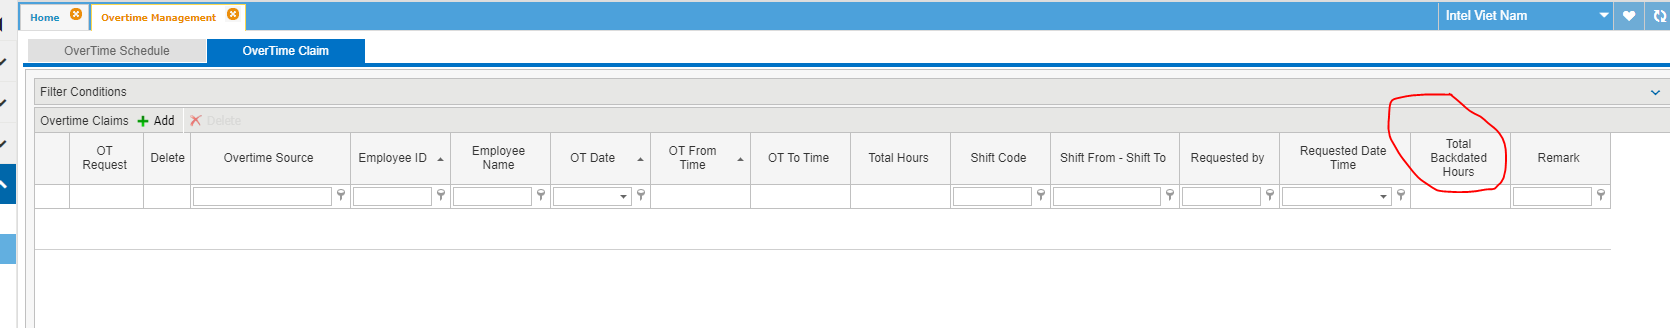 Home
Overtime Management
Intel Viet Nam
OverTime Schedule
OverTime Claim
Filter Conditions
Overtime Claims
Add
Delete
OT
Request
Delete
Overtime Source
Employee ID
Employee
Name
OT Date
OT From
Time
OT To Time
Total Hours
Shift Code
Shift From - Shift To
Requested by
Requested Date
Time
Total
Backdated
Hours
Remark